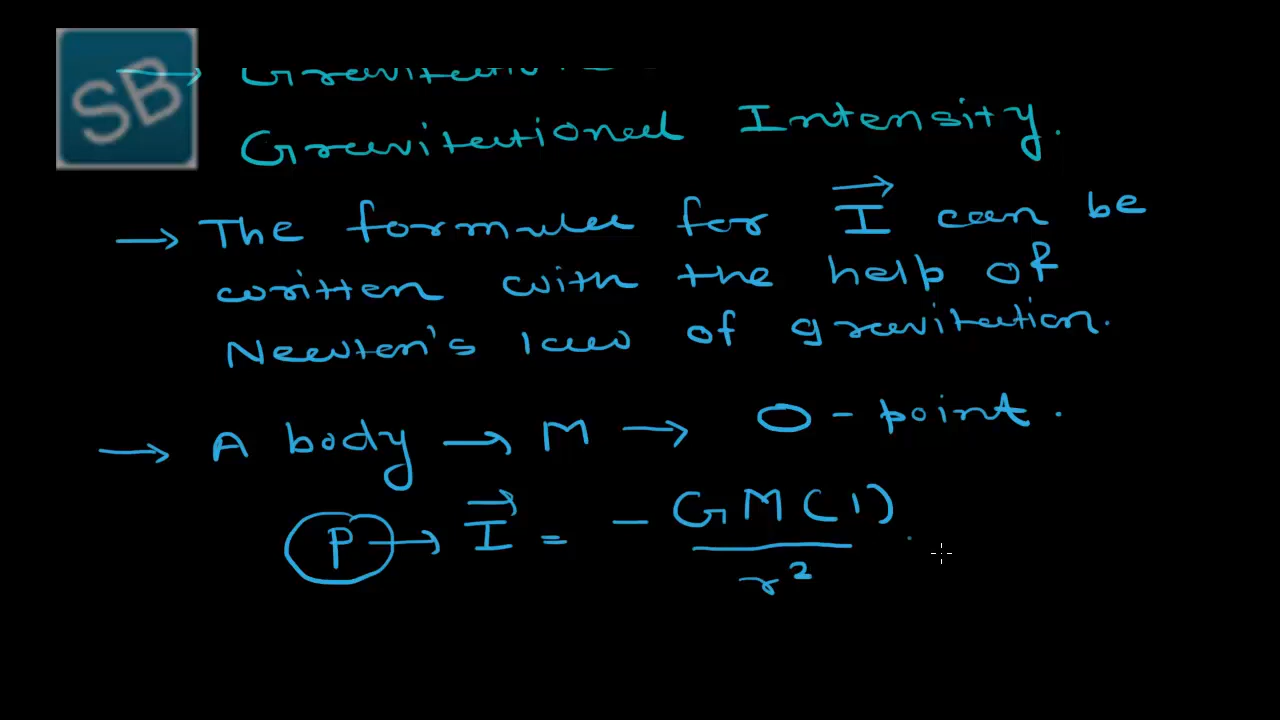 SB
→ Gravitational
Gravitational Intensity.
→ The formula for I⃗ can be
written with the help of
Newton's law of gravitation.
→ A body → M → O - point.
P → I⃗ = - GM(1)
r²